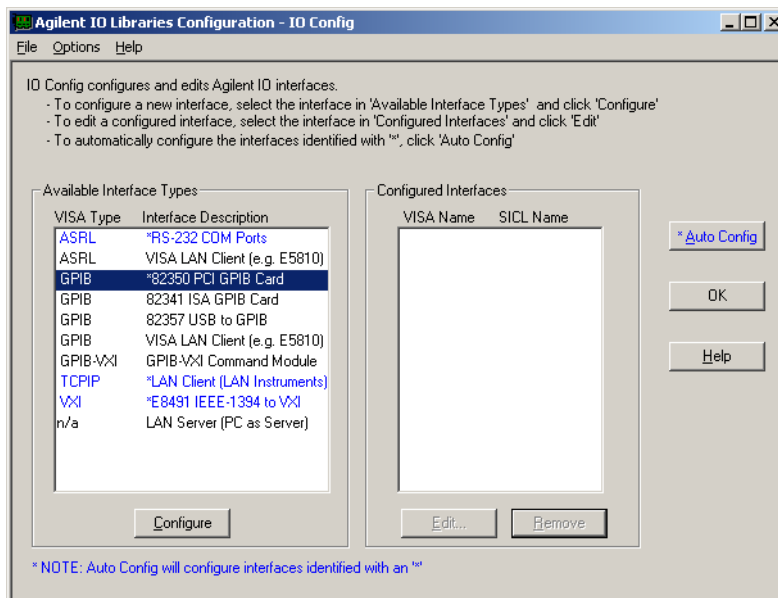 Agilent IO Libraries Configuration - IO Config
File Options Help
IO Config configures and edits Agilent IO interfaces.
- To configure a new interface, select the interface in 'Available Interface Types' and click 'Configure'
- To edit a configured interface, select the interface in 'Configured Interfaces' and click 'Edit'
- To automatically configure the interfaces identified with '*', click 'Auto Config'
Available Interface Types
VISA Type Interface Description
ASRL *RS-232 COM Ports
ASRL VISA LAN Client (e.g. E5810)
GPIB *82350 PCI GPIB Card
GPIB 82341 ISA GPIB Card
GPIB 82357 USB to GPIB
GPIB VISA LAN Client (e.g. E5810)
GPIB-VXI GPIB-VXI Command Module
TCPIP *LAN Client (LAN Instruments)
VXI *E8491 IEEE-1394 to VXI
n/a LAN Server (PC as Server)
Configure
Configured Interfaces
VISA Name SICL Name
Edit... Remove
* Auto Config
OK
Help
* NOTE: Auto Config will configure interfaces identified with an '*'